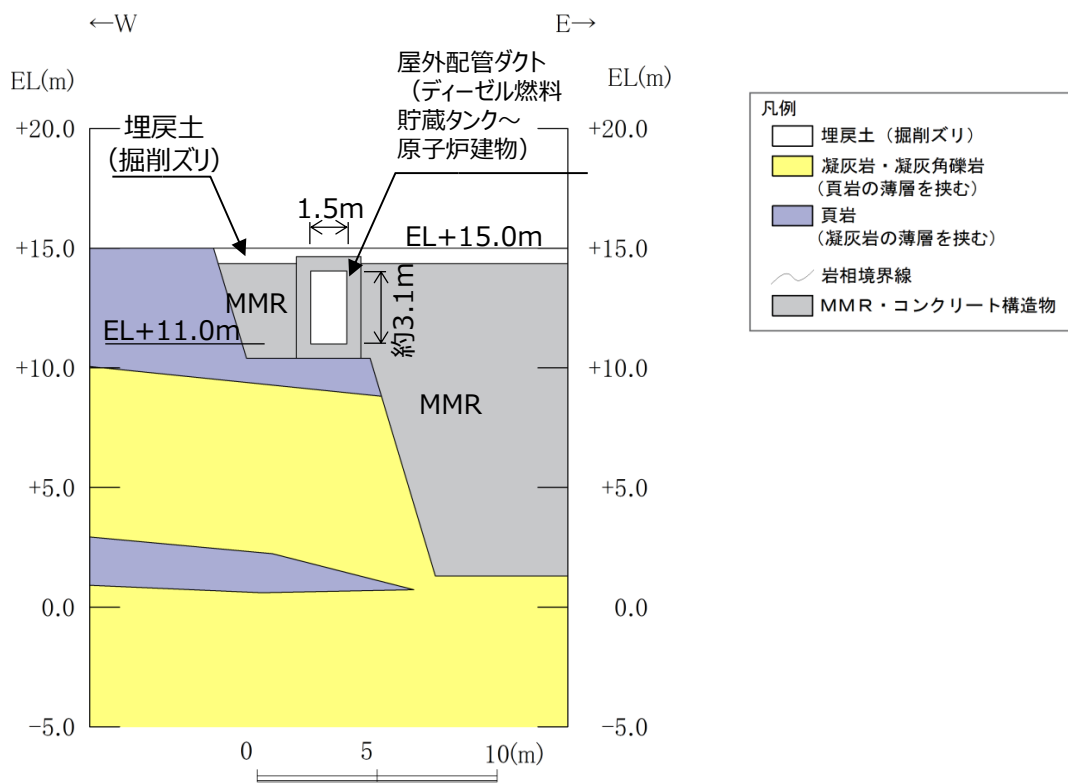 ←W
E→
EL(m)
EL(m)
屋外配管ダクト
（ディーゼル燃料
貯蔵タンク～
原子炉建物）
埋戻土
（掘削ズリ）
1.5m
EL+15.0m
MMR
約3.1m
EL+11.0m
MMR
+20.0
+15.0
+10.0
+5.0
0.0
−5.0
+20.0
+15.0
+10.0
+5.0
0.0
−5.0
0
5
10(m)
凡例
埋戻土（掘削ズリ）
凝灰岩・凝灰角礫岩
（頁岩の薄層を挟む）
頁岩
（凝灰岩の薄層を挟む）
岩相境界線
ＭＭＲ・コンクリート構造物